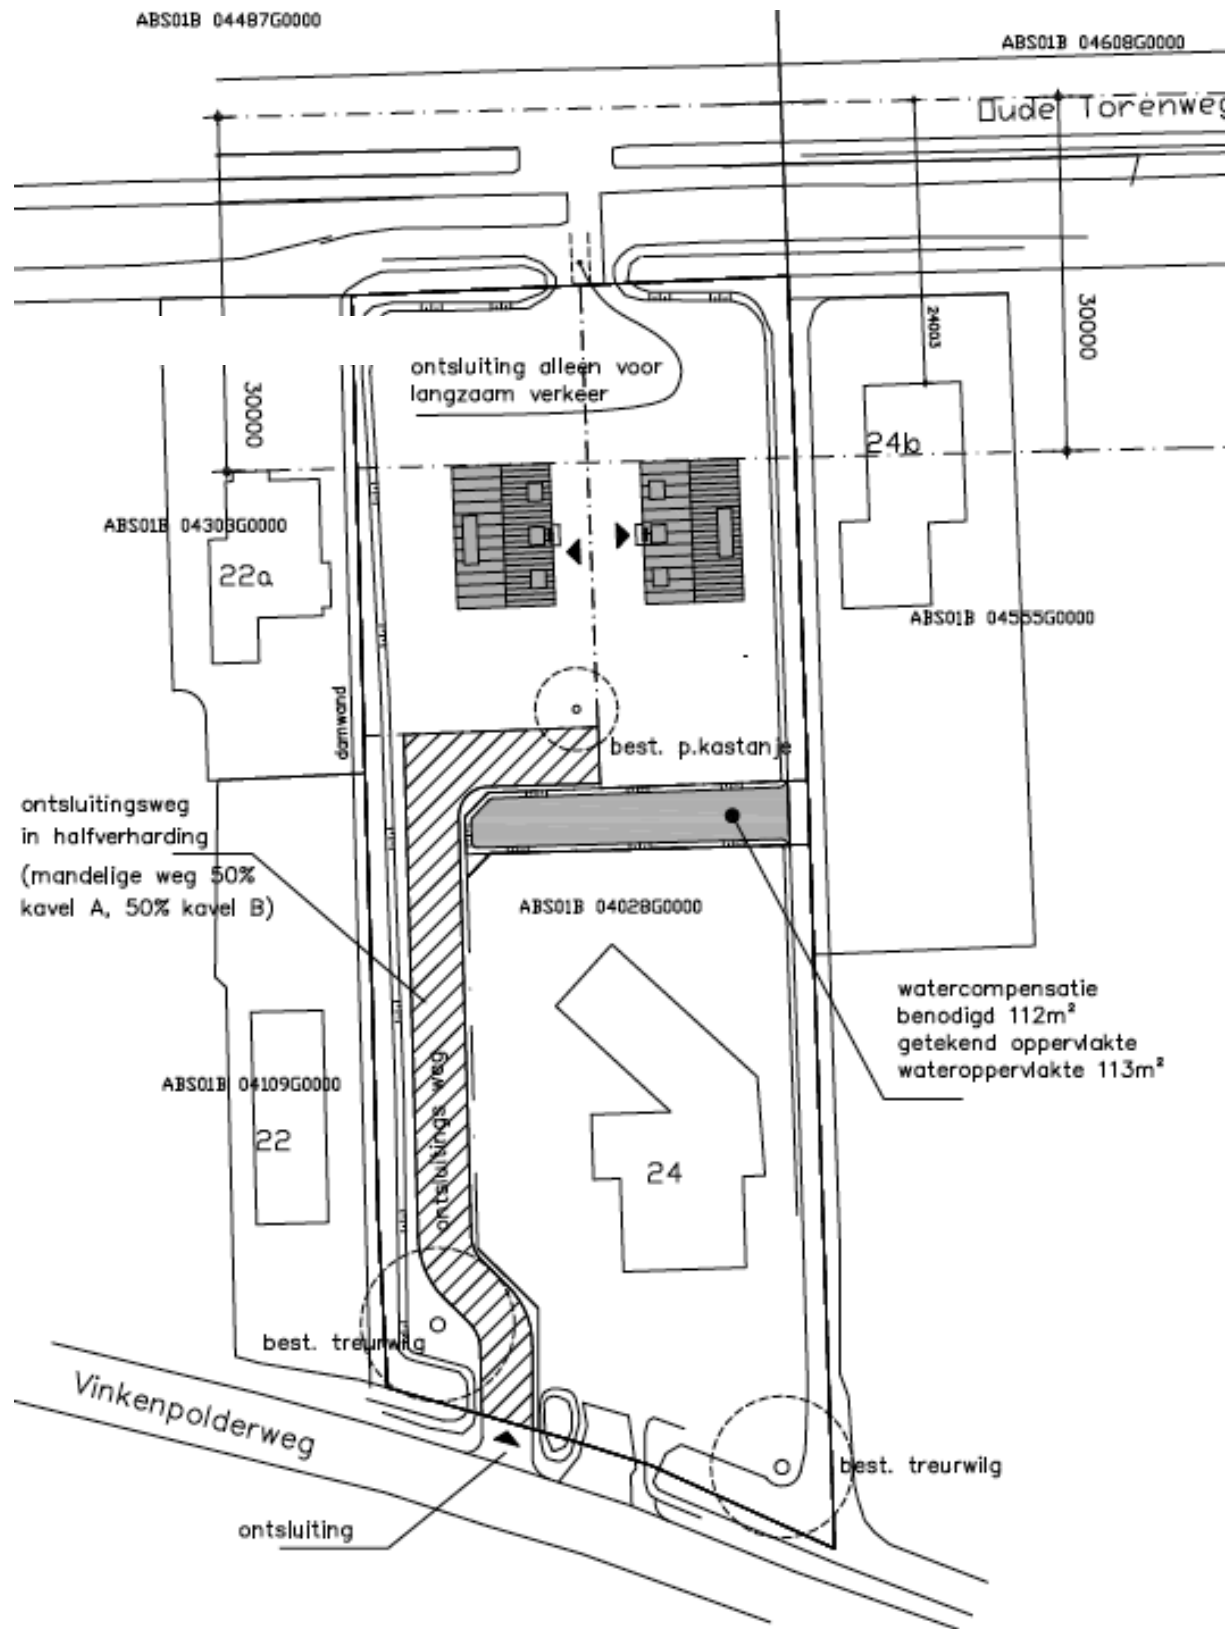 ABS01B 04487G0000
ABS01B 04608G0000
Oude Torenweg
30000
24003
30000
ontsluiting alleen voor
langzaam verkeer
24b
ABS01B 04303G0000
22a
ABS01B 04555G0000
damwand
best. p.kastanje
ontsluitingsweg
in halfverharding
(mandelige weg 50%
kavel A, 50% kavel B)
ABS01B 04028G0000
watercompensatie
benodigd 112m²
getekend oppervlakte
wateroppervlakte 113m²
ontsluitings weg
ABS01B 04109G0000
22
24
best. treurwilg
Vinkenpolderweg
best. treurwilg
ontsluiting